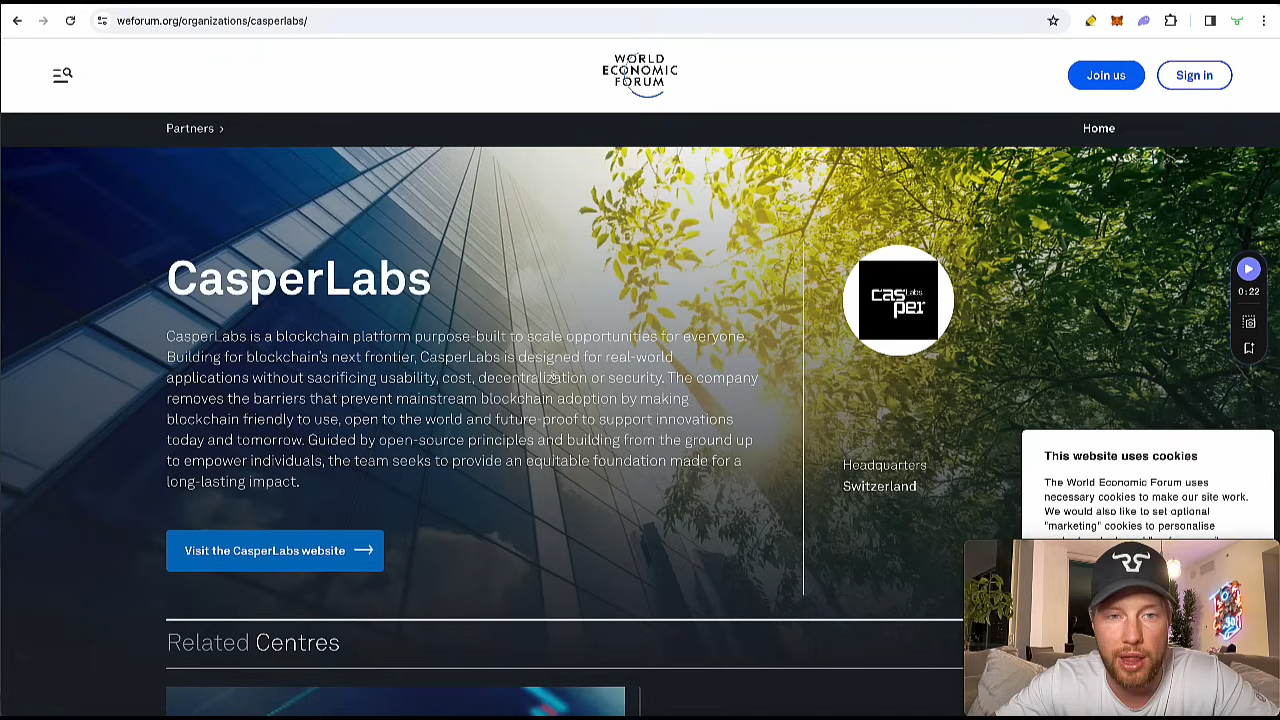 weforum.org/organizations/casperlabs/
WORLD
ECONOMIC
FORUM
Join us
Sign in
Partners
Home
CasperLabs
CasperLabs is a blockchain platform purpose-built to scale opportunities for everyone.
Building for blockchain's next frontier, CasperLabs is designed for real-world
applications without sacrificing usability, cost, decentralization or security. The company
removes the barriers that prevent mainstream blockchain adoption by making
blockchain friendly to use, open to the world and future-proof to support innovations
today and tomorrow. Guided by open-source principles and building from the ground up
to empower individuals, the team seeks to provide an equitable foundation made for a
long-lasting impact.
Visit the CasperLabs website
casper Labs
Headquarters
Switzerland
0:22
This website uses cookies
The World Economic Forum uses
necessary cookies to make our site work.
We would also like to set optional
"marketing" cookies to personalise
Related Centres